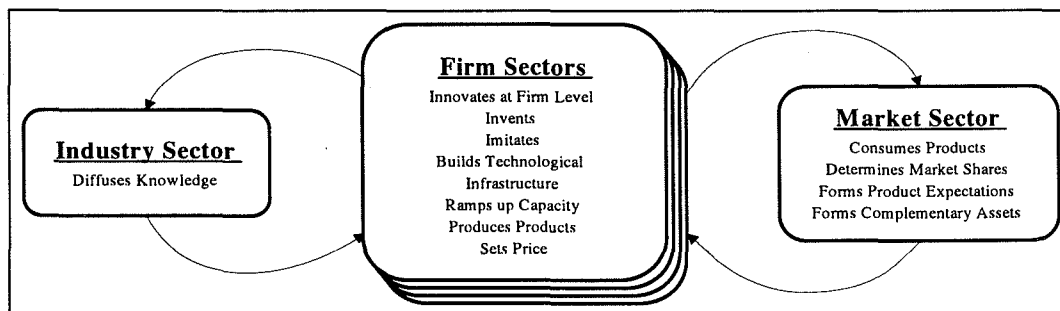 Industry Sector
Diffuses Knowledge
Firm Sectors
Innovates at Firm Level
Invents
Imitates
Builds Technological
Infrastructure
Ramps up Capacity
Produces Products
Sets Price
Market Sector
Consumes Products
Determines Market Shares
Forms Product Expectations
Forms Complementary Assets